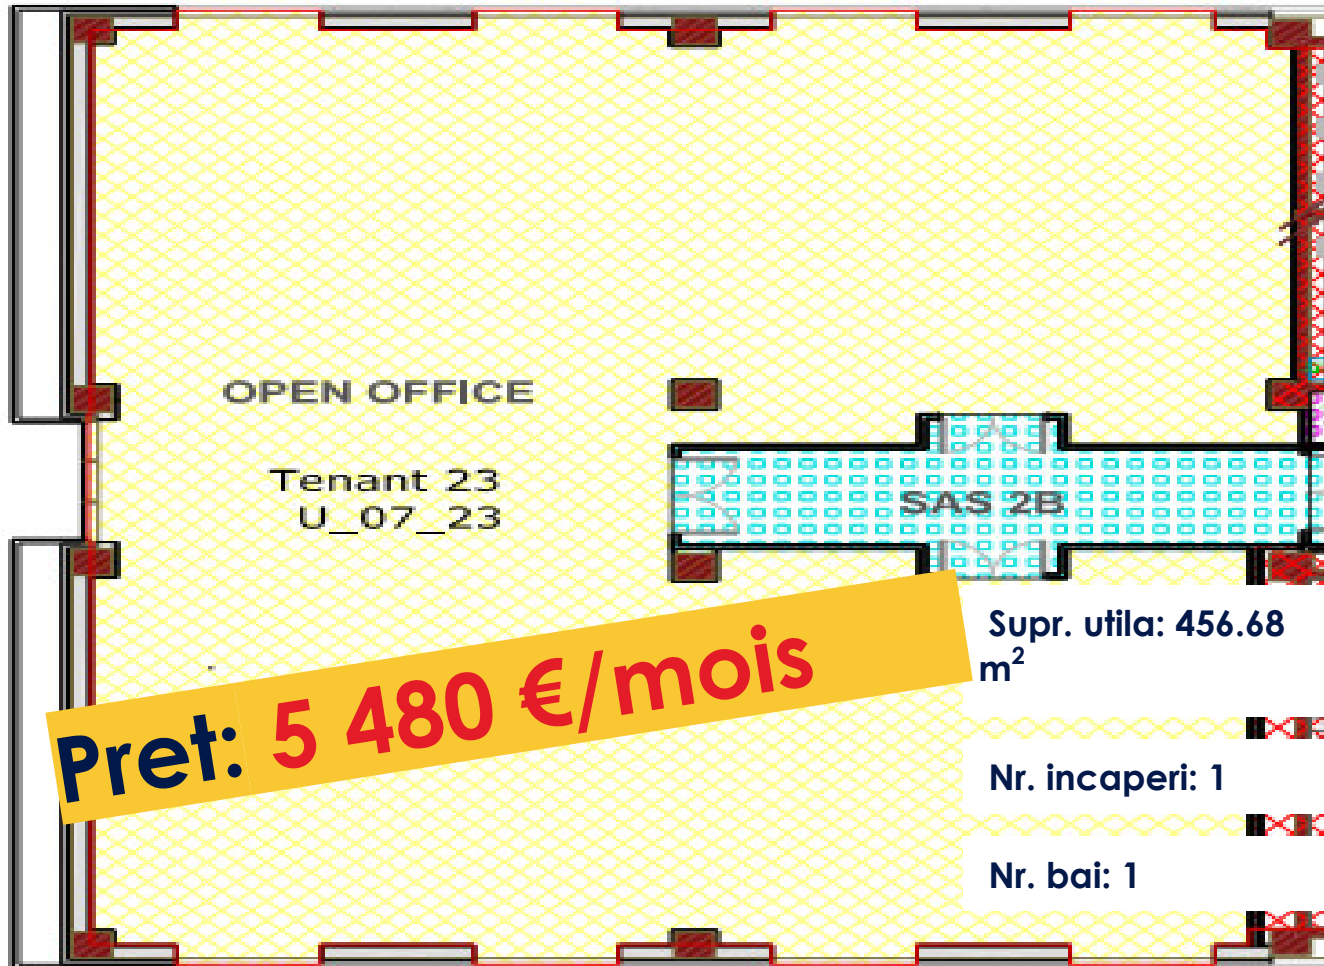 OPEN OFFICE
Tenant 23
U_07_23
SAS 2B
Pret: 5 480 €/mois
Supr. utila: 456.68
m²
Nr. incaperi: 1
Nr. bai: 1